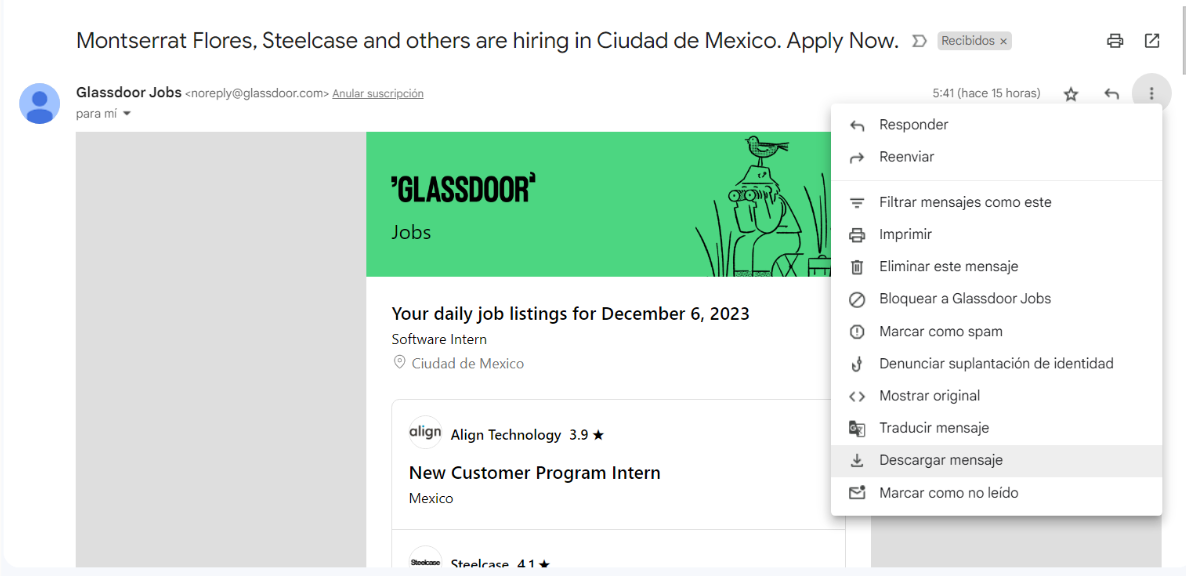 Montserrat Flores, Steelcase and others are hiring in Ciudad de Mexico. Apply Now. Recibidos ×
Glassdoor Jobs <noreply@glassdoor.com> Anular suscripción 5:41 (hace 15 horas)
para mí
'GLASSDOOR'
Jobs
Your daily job listings for December 6, 2023
Software Intern
Ciudad de Mexico
align Align Technology 3.9 ★
New Customer Program Intern
Mexico
Steelcase Steelcase 4.1 ★
Responder
Reenviar
Filtrar mensajes como este
Imprimir
Eliminar este mensaje
Bloquear a Glassdoor Jobs
Marcar como spam
Denunciar suplantación de identidad
Mostrar original
Traducir mensaje
Descargar mensaje
Marcar como no leído